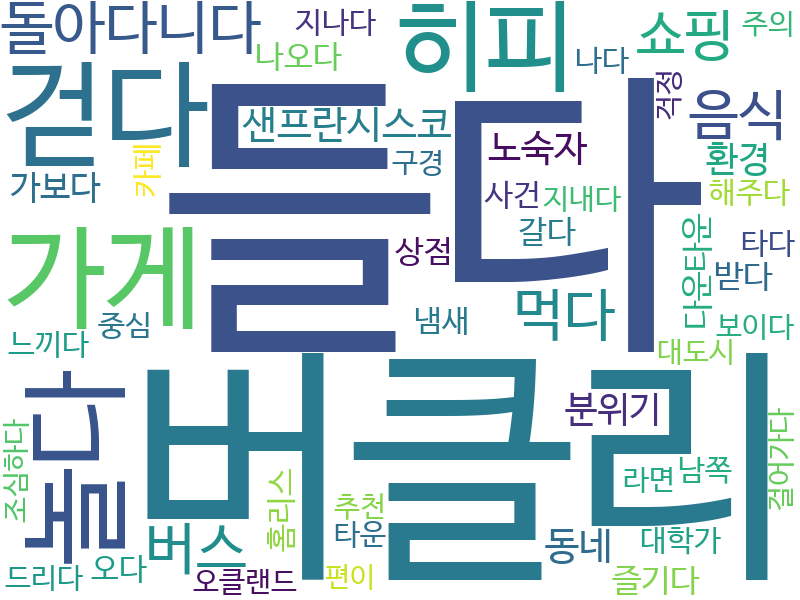 돌아다니다
지나다
나오다
히피
나다
쇼핑
주의
걷다
들다
샌프란시스코
구경
노숙자
걱정
음식
카페
가보다
사건
지내다
환경
해주다
가게
상점
갈다
다운타운
타다
받다
중심
냄새
먹다
보이다
느끼다
대도시
놀다
버클리
분위기
조심하다
라면
남쪽
걸어가다
홈리스
추천
버스
타운
동네
대학가
드리다
오다
오클랜드
편이
즐기다